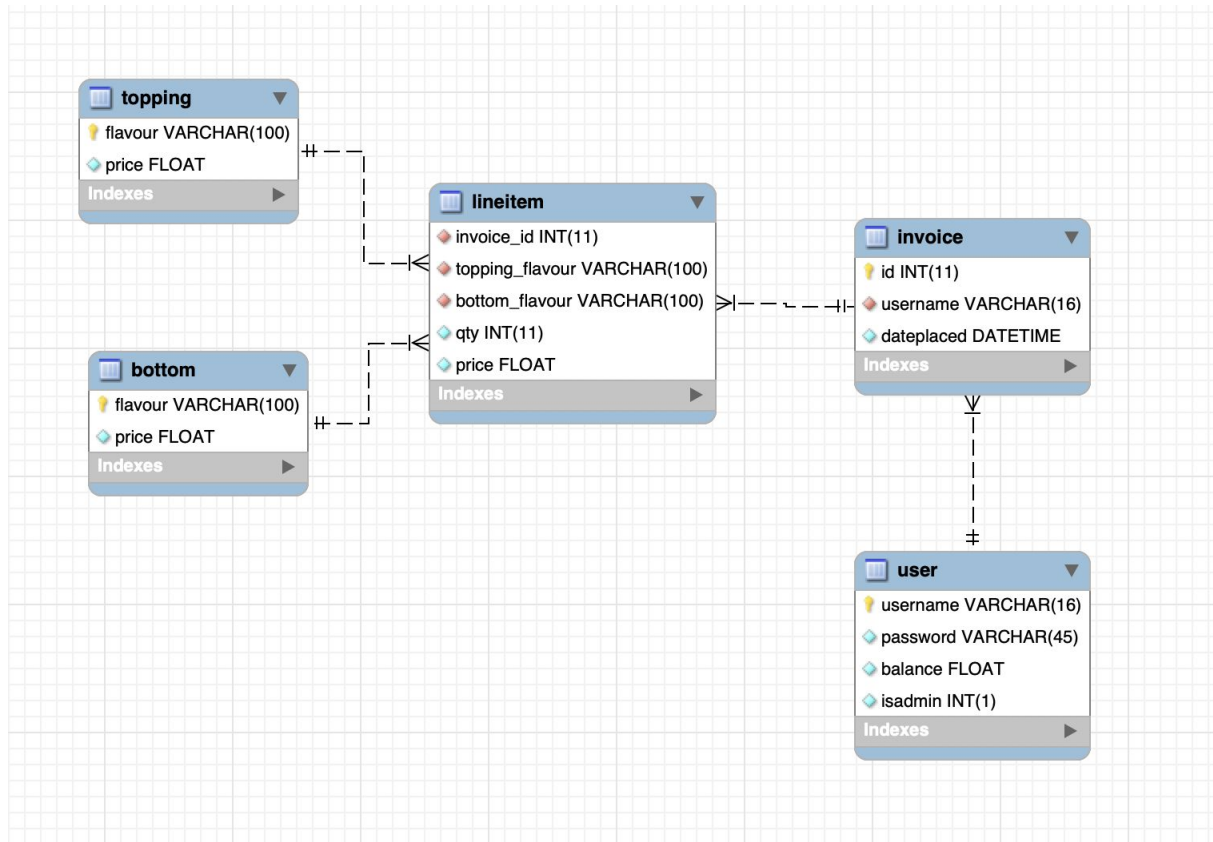 topping
flavour VARCHAR(100)
price FLOAT
Indexes
bottom
flavour VARCHAR(100)
price FLOAT
Indexes
lineitem
invoice_id INT(11)
topping_flavour VARCHAR(100)
bottom_flavour VARCHAR(100)
qty INT(11)
price FLOAT
Indexes
invoice
id INT(11)
username VARCHAR(16)
dateplaced DATETIME
Indexes
user
username VARCHAR(16)
password VARCHAR(45)
balance FLOAT
isadmin INT(1)
Indexes